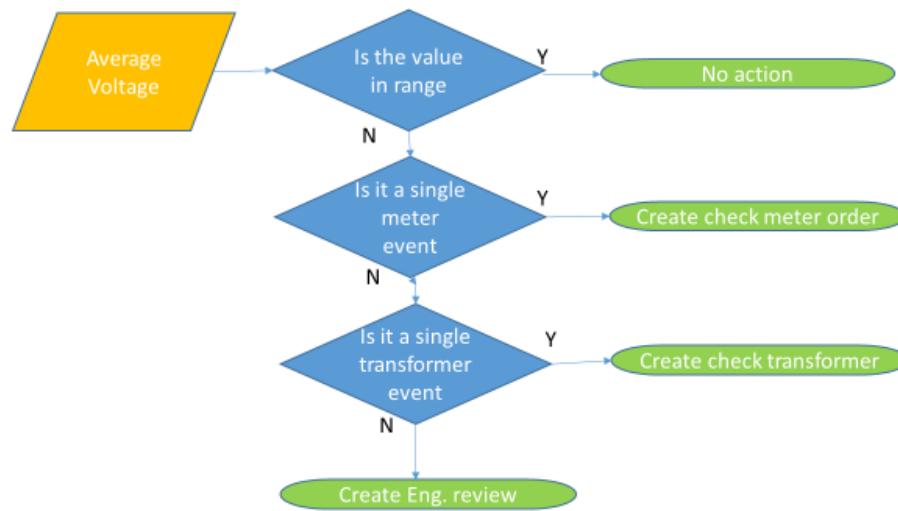 Average
Voltage
Is the value
in range
Y
No action
N
Is it a single
meter
event
Y
Create check meter order
N
Is it a single
transformer
event
Y
Create check transformer
N
Create Eng. review